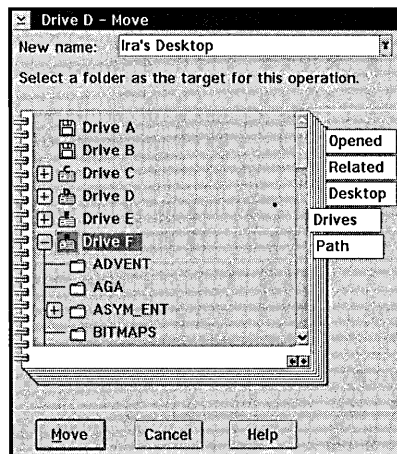 Drive D - Move
New name: Ira's Desktop
Select a folder as the target for this operation.
Drive A
Drive B
Drive C
Drive D
Drive E
Drive F
ADVENT
AGA
ASYM_ENT
BITMAPS
Opened
Related
Desktop
Drives
Path
Move Cancel Help